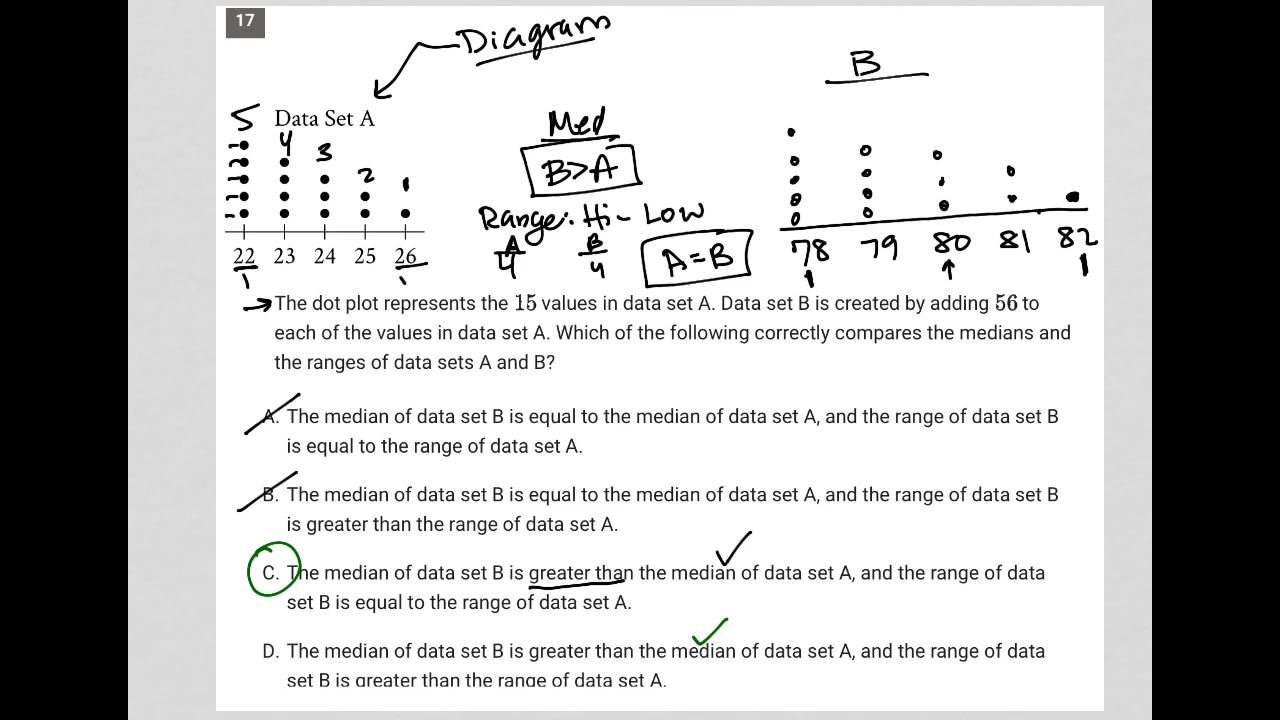 17
Diagram
B
5 Data Set A
4
3
2
1
Med
B>A
Range: Hi - Low
A
4
B
4
A=B
22 23 24 25 26
78 79 80 81 82
The dot plot represents the 15 values in data set A. Data set B is created by adding 56 to
each of the values in data set A. Which of the following correctly compares the medians and
the ranges of data sets A and B?
A. The median of data set B is equal to the median of data set A, and the range of data set B
is equal to the range of data set A.
B. The median of data set B is equal to the median of data set A, and the range of data set B
is greater than the range of data set A.
C. The median of data set B is greater than the median of data set A, and the range of data
set B is equal to the range of data set A.
D. The median of data set B is greater than the median of data set A, and the range of data
set B is greater than the range of data set A.